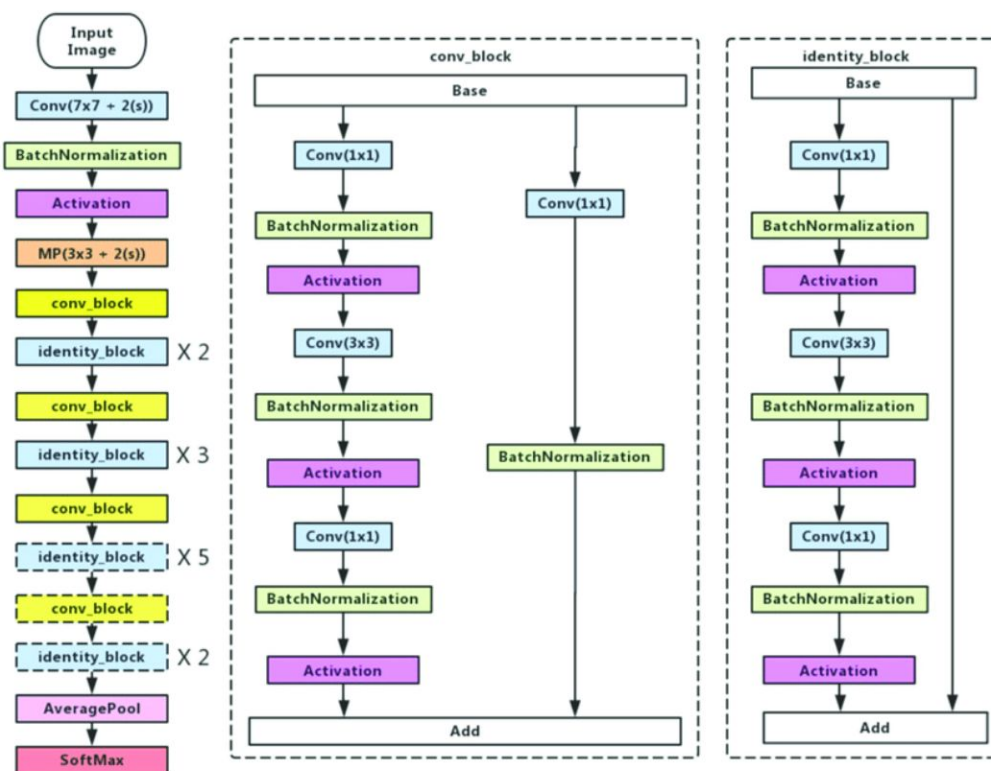 Input
Image
Conv(7x7 + 2(s))
BatchNormalization
Activation
MP(3x3 + 2(s))
conv_block
identity_block X 2
conv_block
identity_block X 3
conv_block
identity_block X 5
conv_block
identity_block X 2
AveragePool
SoftMax
conv_block
Base
Conv(1x1)
BatchNormalization
Activation
Conv(3x3)
BatchNormalization
Activation
Conv(1x1)
BatchNormalization
Activation
Conv(1x1)
BatchNormalization
Add
identity_block
Base
Conv(1x1)
BatchNormalization
Activation
Conv(3x3)
BatchNormalization
Activation
Conv(1x1)
BatchNormalization
Activation
Add